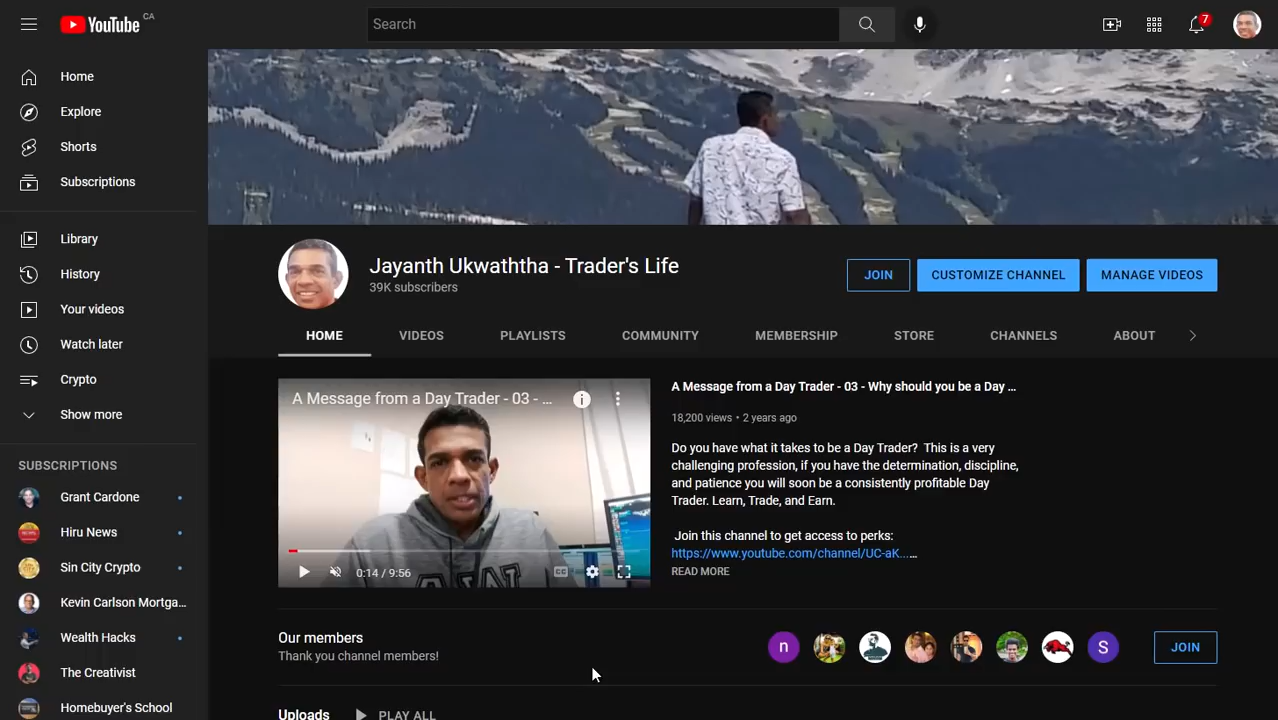 YouTube CA
Search
7
Home
Explore
Shorts
Subscriptions
Library
History
Your videos
Watch later
Crypto
Show more
SUBSCRIPTIONS
Grant Cardone
Hiru News
Sin City Crypto
Kevin Carlson Mortga...
Wealth Hacks
The Creativist
Homebuyer's School
Jayanth Ukwaththa - Trader's Life
39K subscribers
JOIN
CUSTOMIZE CHANNEL
MANAGE VIDEOS
HOME
VIDEOS
PLAYLISTS
COMMUNITY
MEMBERSHIP
STORE
CHANNELS
ABOUT
A Message from a Day Trader - 03 - ...
0:14 / 9:56
CC
A Message from a Day Trader - 03 - Why should you be a Day ...
18,200 views • 2 years ago
Do you have what it takes to be a Day Trader? This is a very
challenging profession, if you have the determination, discipline,
and patience you will soon be a consistently profitable Day
Trader. Learn, Trade, and Earn.
Join this channel to get access to perks:
https://www.youtube.com/channel/UC-aK......
READ MORE
Our members
Thank you channel members!
n
S
JOIN
Uploads
PLAY ALL